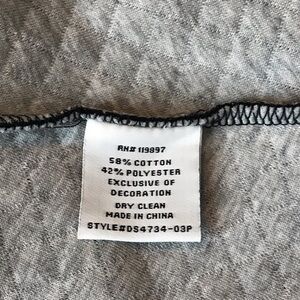 RN# 119897
58% COTTON
42% POLYESTER
EXCLUSIVE OF
DECORATION
DRY CLEAN
MADE IN CHINA
STYLE#DS4734-03P